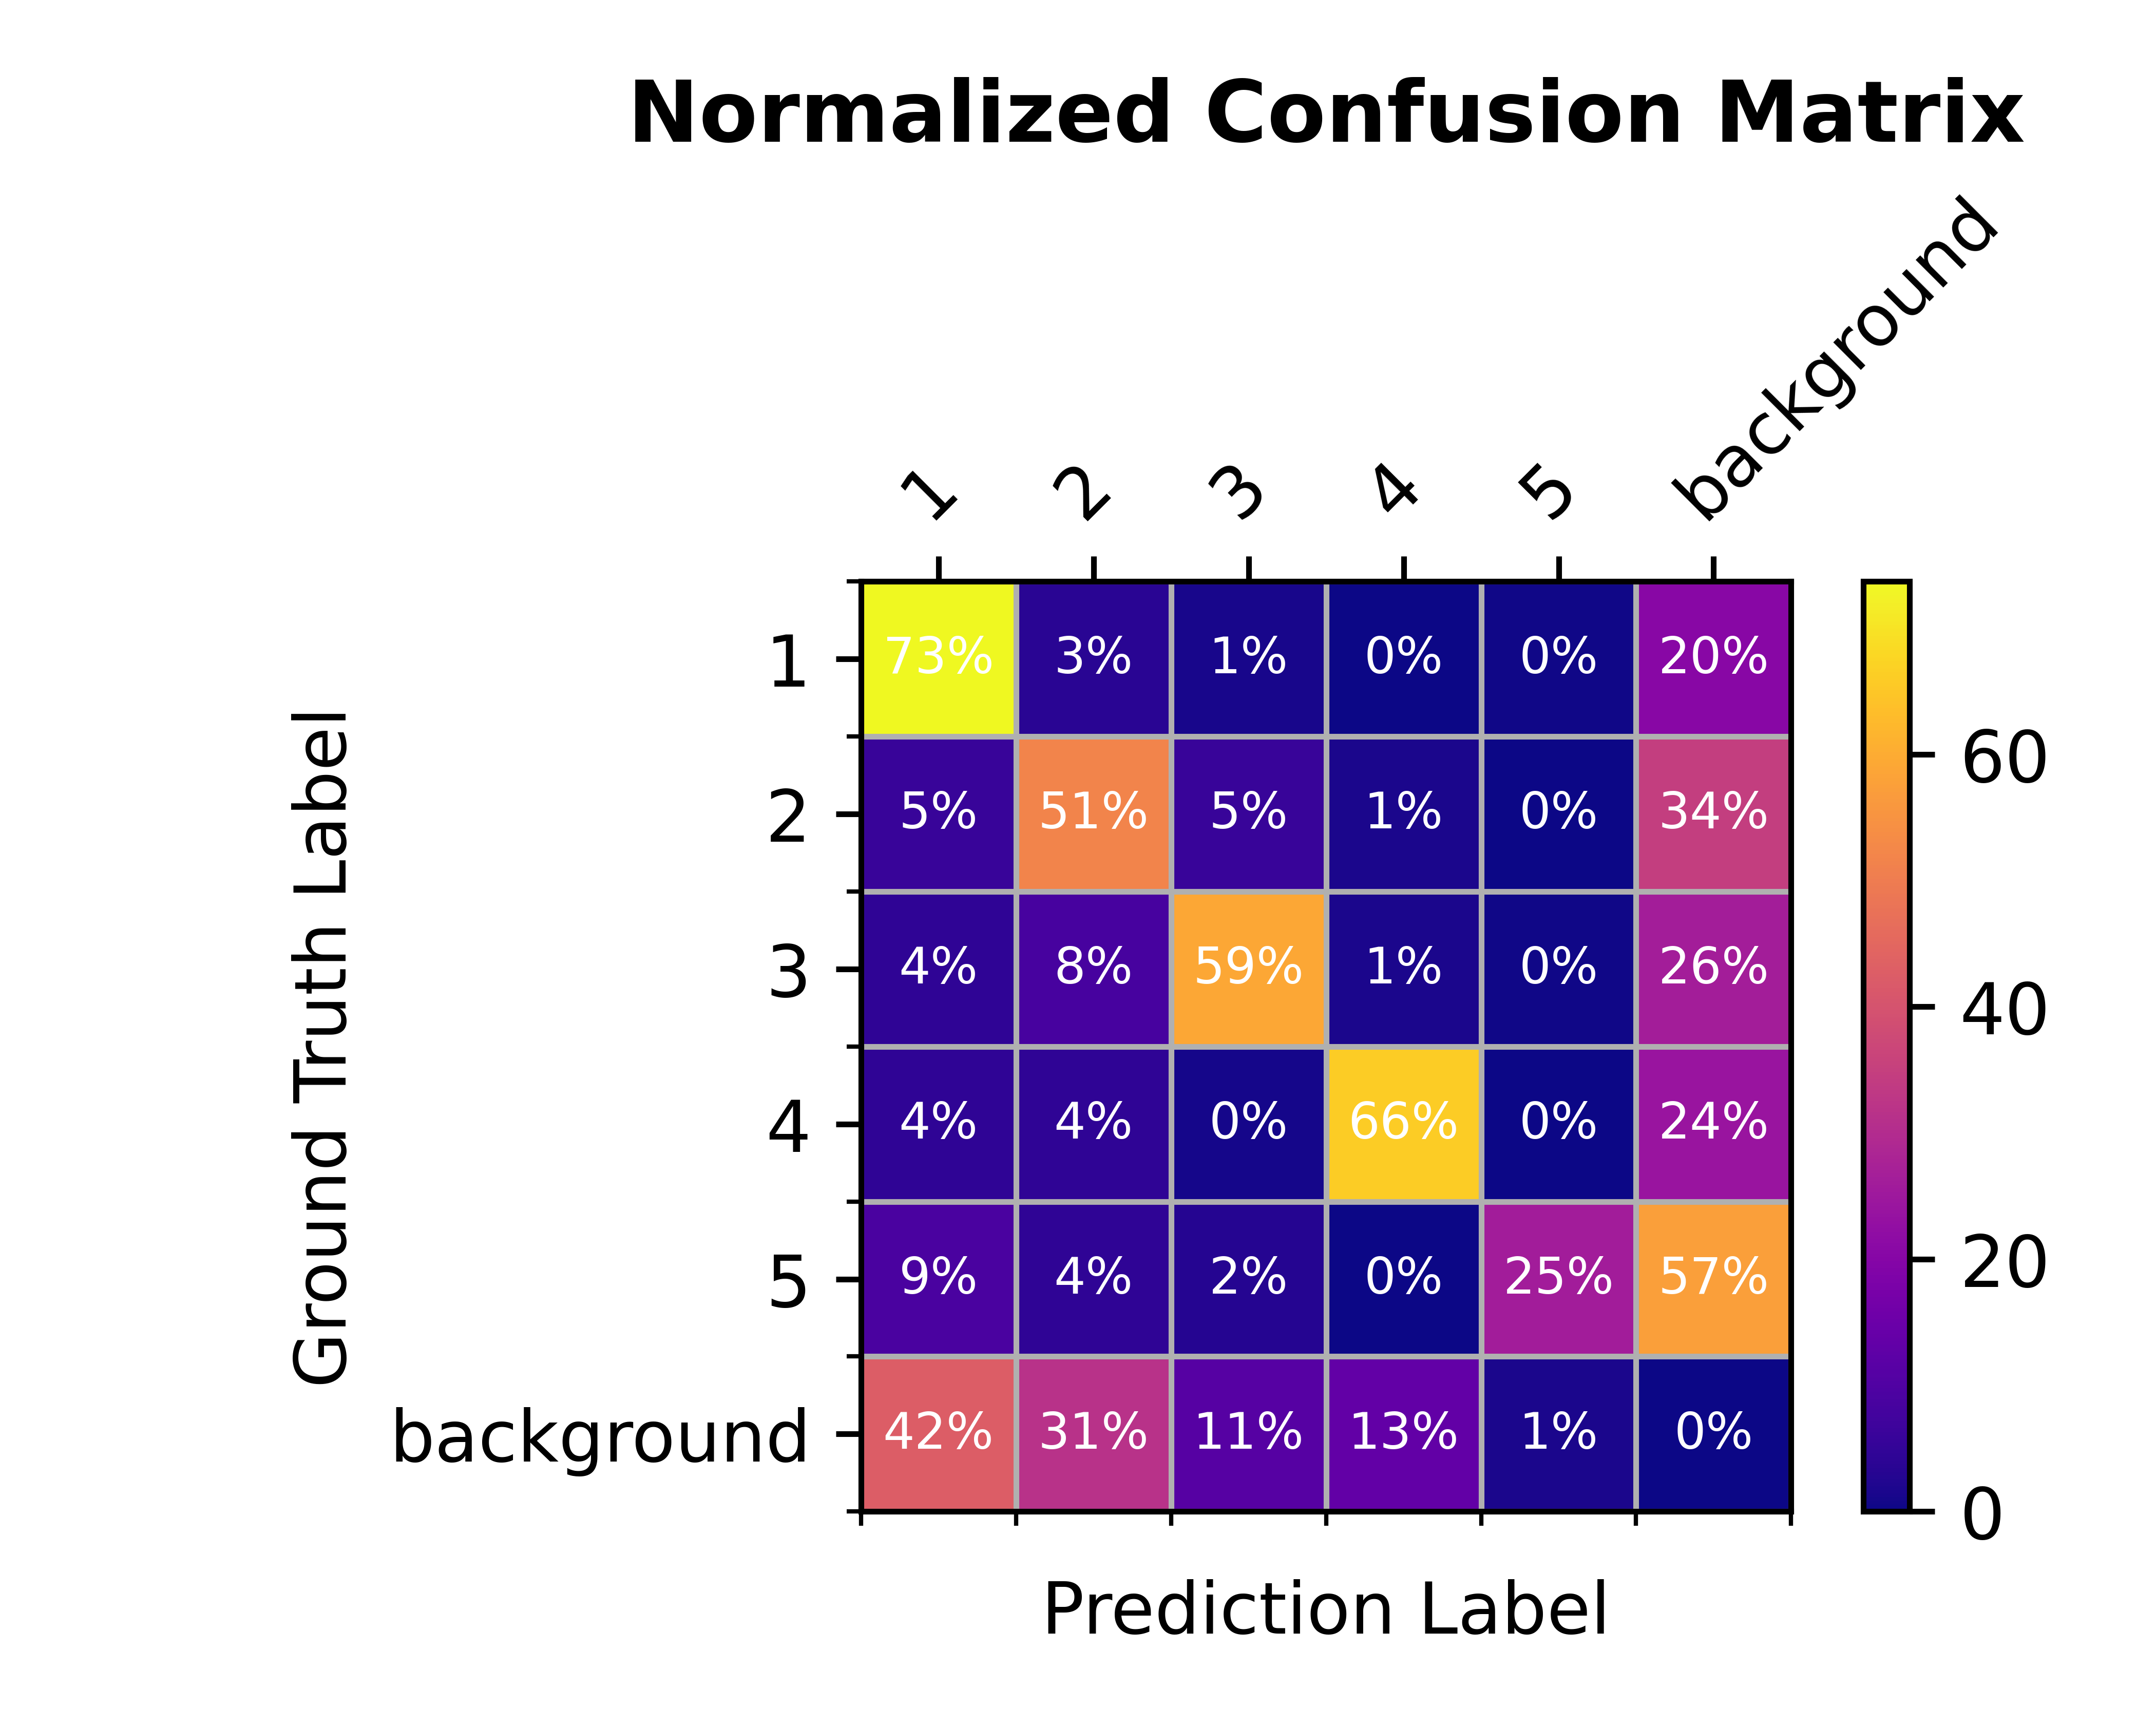 Normalized Confusion Matrix
1 2 3 4 5 background
1 73% 3% 1% 0% 0% 20%
2 5% 51% 5% 1% 0% 34%
3 4% 8% 59% 1% 0% 26%
4 4% 4% 0% 66% 0% 24%
5 9% 4% 2% 0% 25% 57%
background 42% 31% 11% 13% 1% 0%
Ground Truth Label
Prediction Label
60
40
20
0